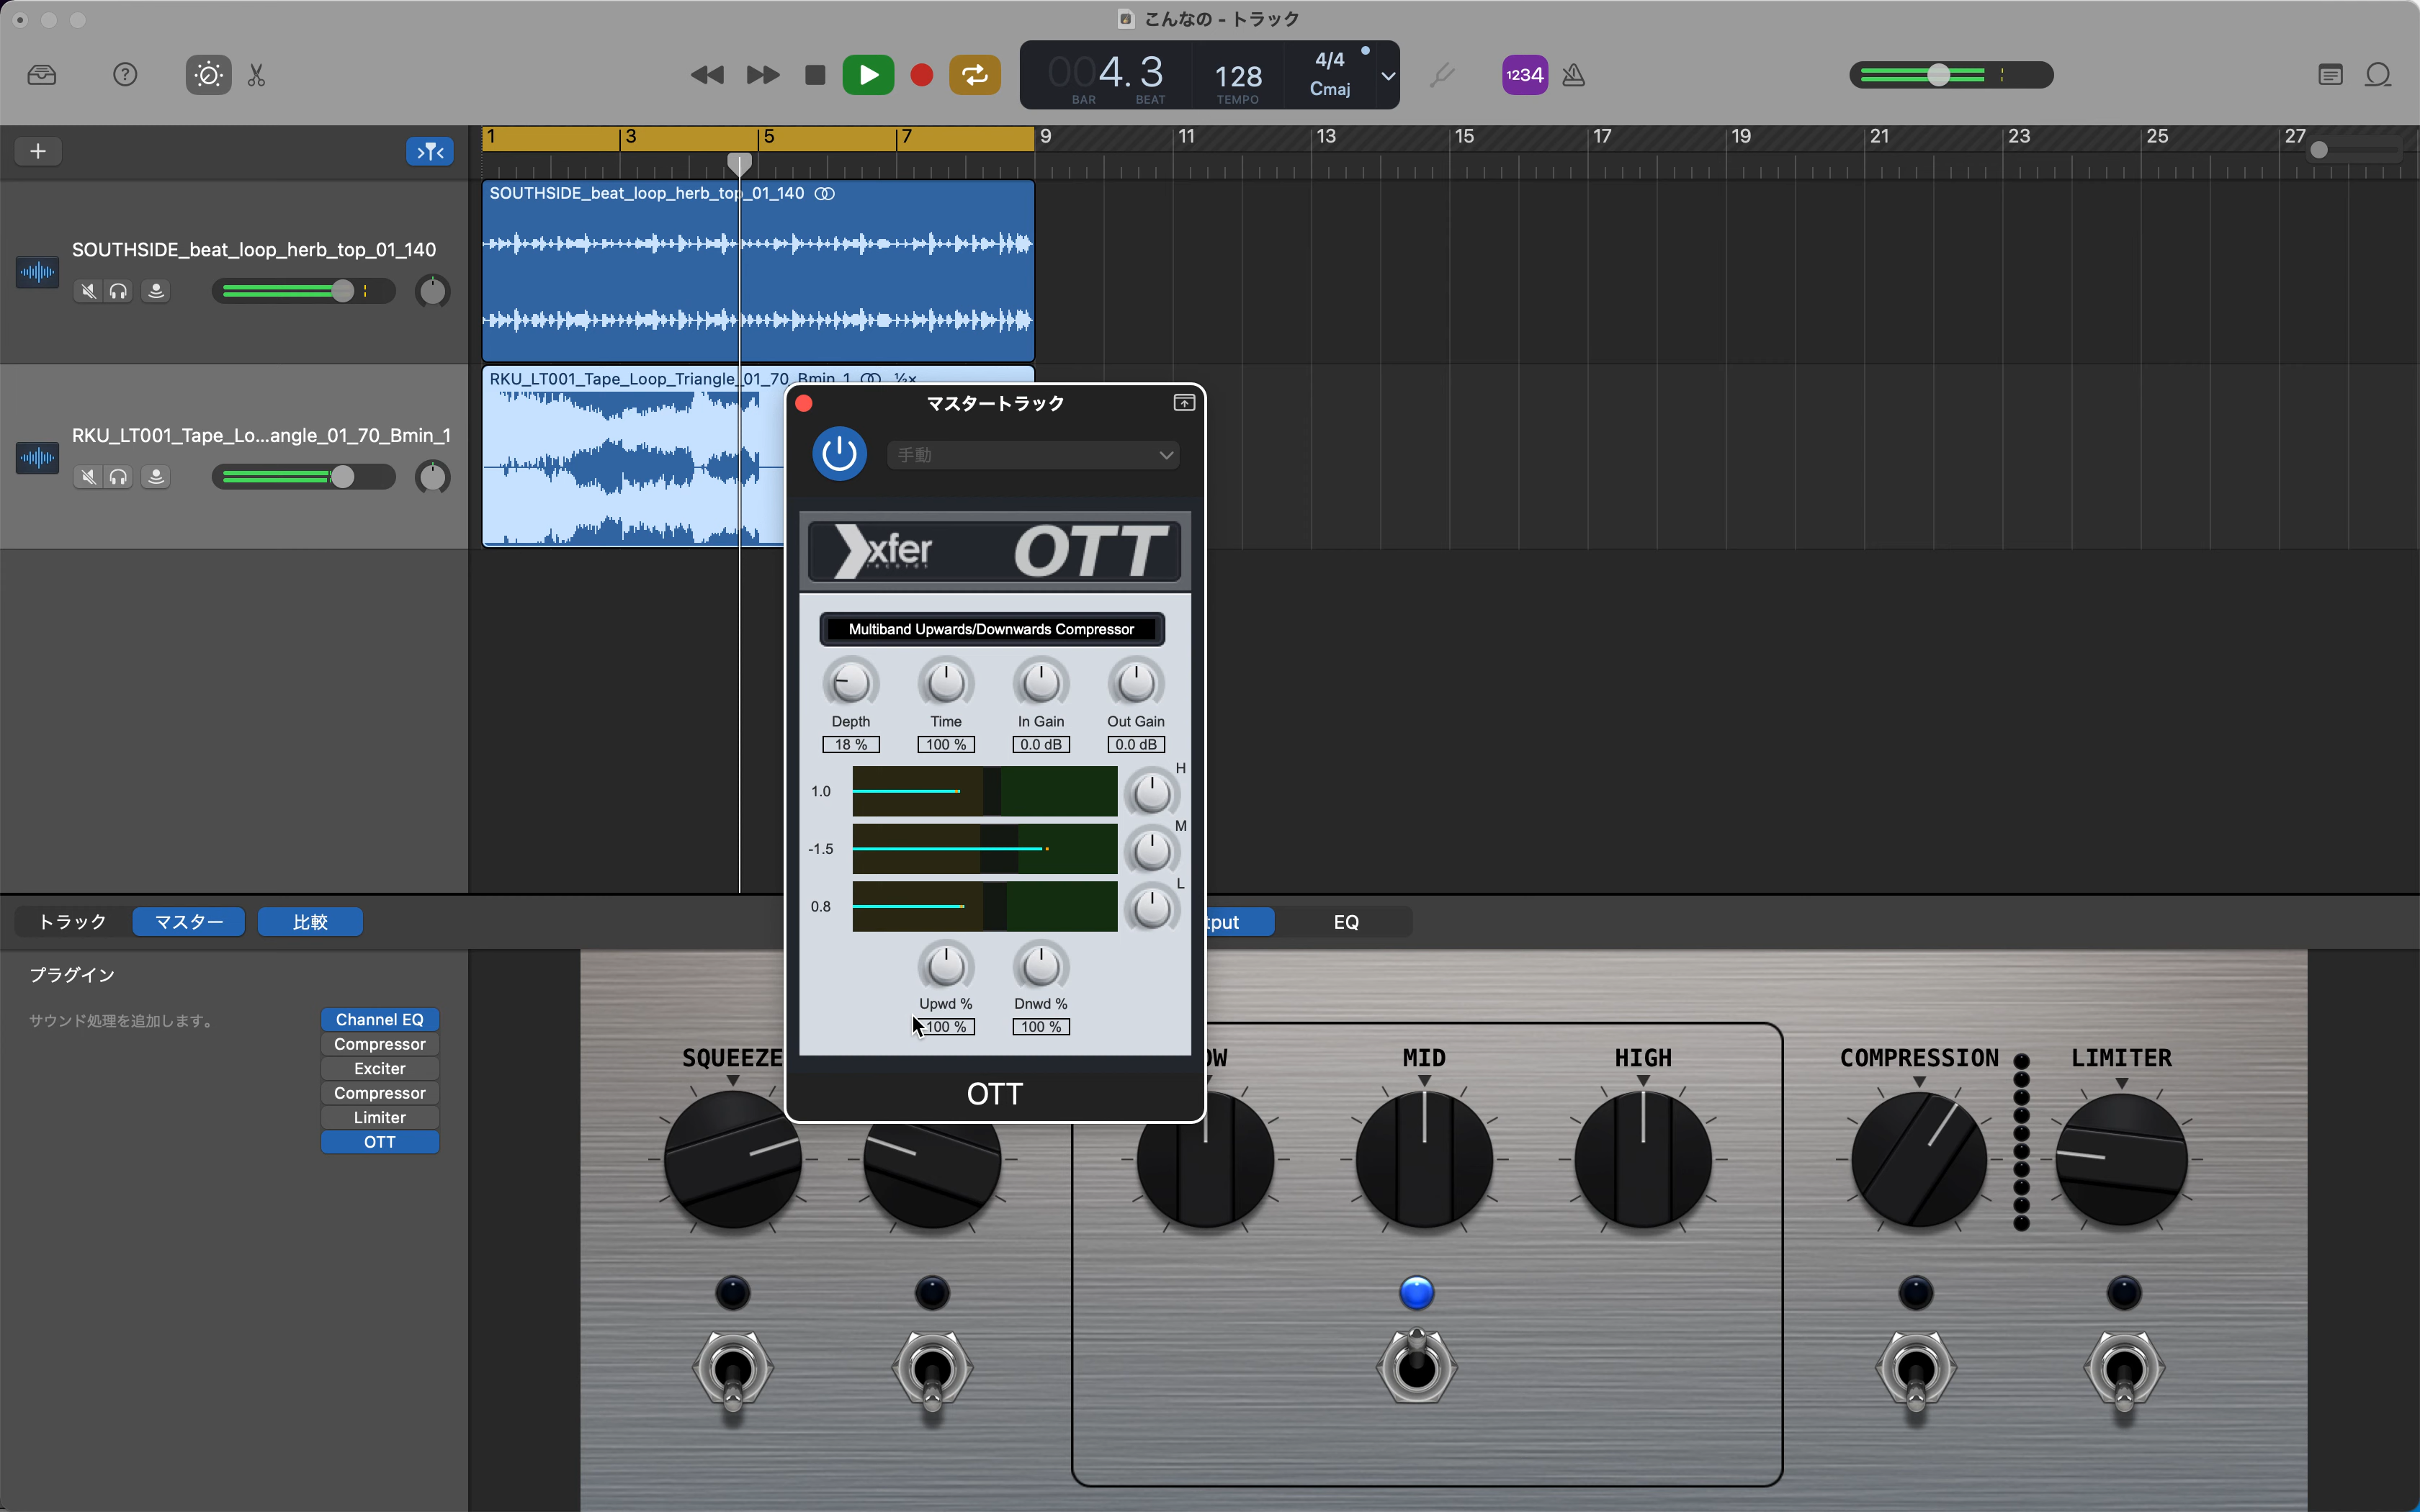 こんなの - トラック
004. 3
BAR
BEAT
128
TEMPO
4/4
Cmaj
1234
1
3
5
7
9
11
13
15
17
19
21
23
25
27
SOUTHSIDE_beat_loop_herb_top_01_140
SOUTHSIDE_beat_loop_herb_top_01_140
RKU_LT001_Tape_Loop_Triangle_01_70_Bmin_1 ½×
RKU_LT001_Tape_Lo...angle_01_70_Bmin_1
マスタートラック
手動
xfer
records
OTT
Multiband Upwards/Downwards Compressor
Depth
Time
In Gain
Out Gain
18 %
100 %
0.0 dB
0.0 dB
H
1.0
M
-1.5
L
0.8
Upwd %
Dnwd %
100 %
100 %
OTT
トラック
マスター
比較
tput
EQ
プラグイン
サウンド処理を追加します。
Channel EQ
Compressor
Exciter
Compressor
Limiter
OTT
SQUEEZE
OW
MID
HIGH
COMPRESSION
LIMITER